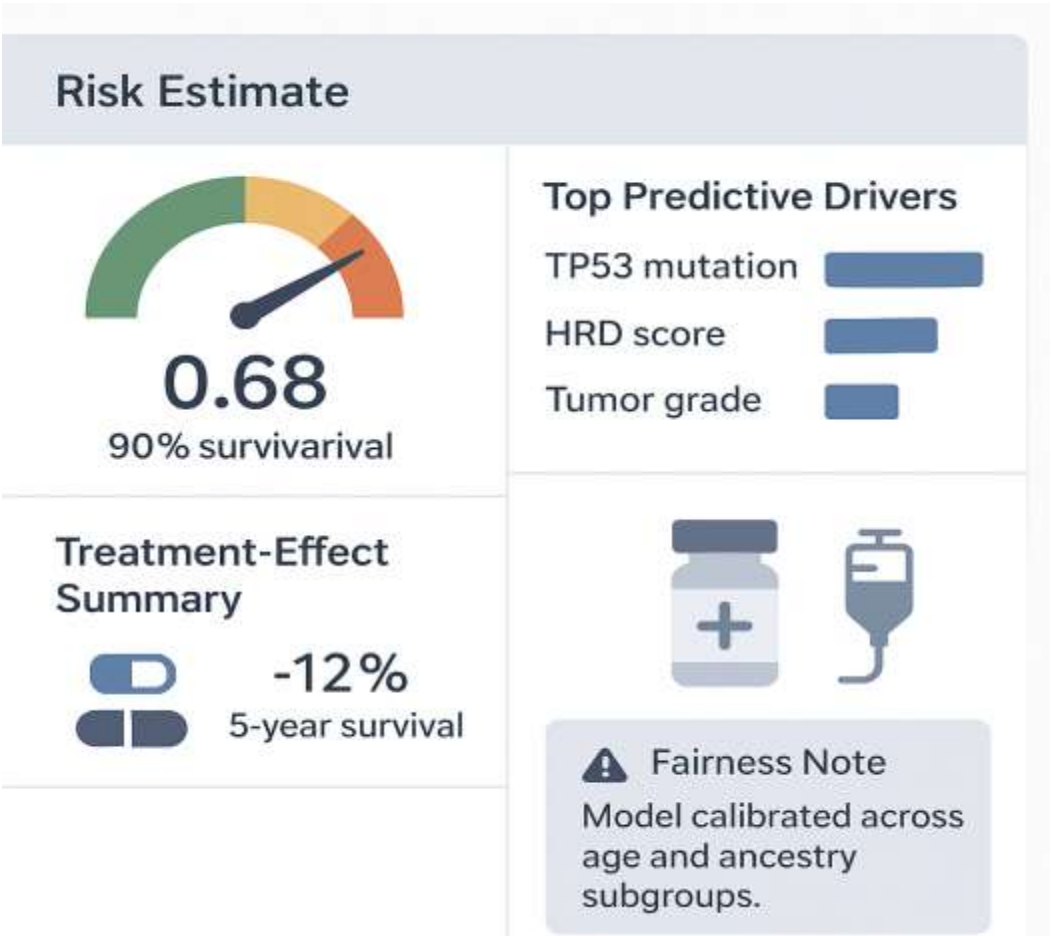 Risk Estimate
0.68
90% survivarival
Top Predictive Drivers
TP53 mutation
HRD score
Tumor grade
Treatment-Effect
Summary
-12%
5-year survival
Fairness Note
Model calibrated across
age and ancestry
subgroups.